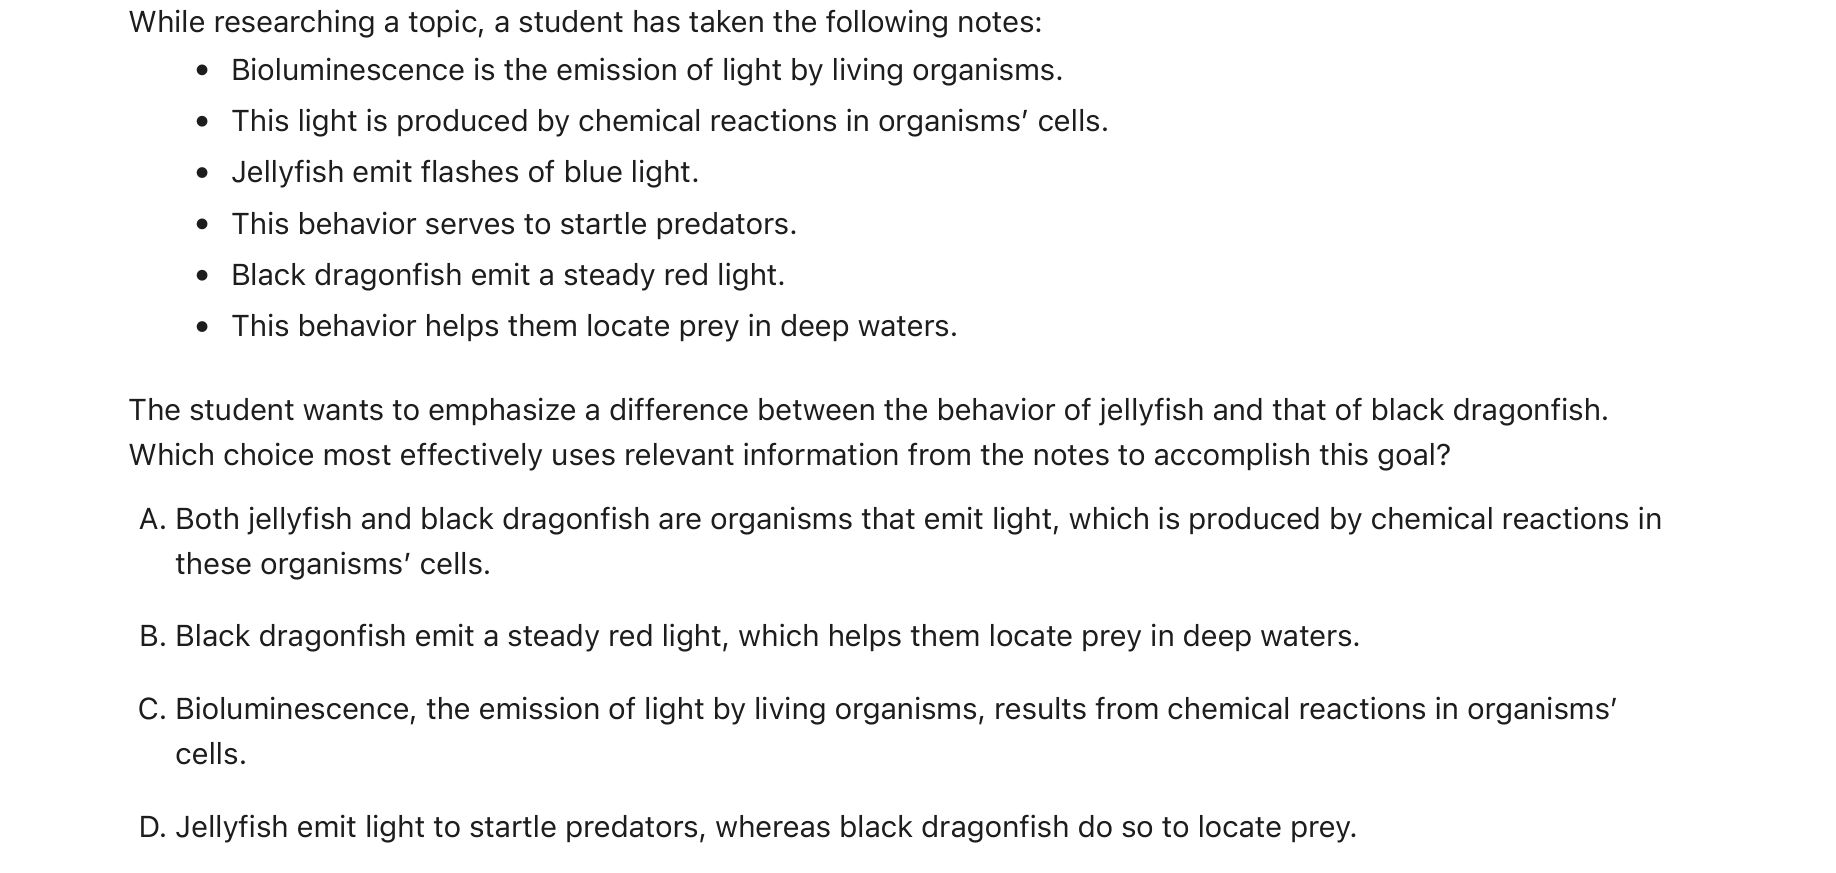 While researching a topic, a student has taken the following notes:
• Bioluminescence is the emission of light by living organisms.
• This light is produced by chemical reactions in organisms’ cells.
• Jellyfish emit flashes of blue light.
• This behavior serves to startle predators.
• Black dragonfish emit a steady red light.
• This behavior helps them locate prey in deep waters.
The student wants to emphasize a difference between the behavior of jellyfish and that of black dragonfish.
Which choice most effectively uses relevant information from the notes to accomplish this goal?
A. Both jellyfish and black dragonfish are organisms that emit light, which is produced by chemical reactions in
these organisms’ cells.
B. Black dragonfish emit a steady red light, which helps them locate prey in deep waters.
C. Bioluminescence, the emission of light by living organisms, results from chemical reactions in organisms’
cells.
D. Jellyfish emit light to startle predators, whereas black dragonfish do so to locate prey.